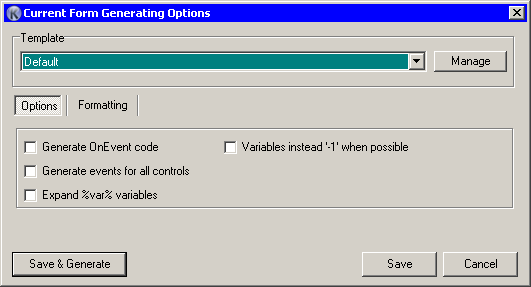 Current Form Generating Options
Template
Default
Manage
Options
Formatting
Generate OnEvent code
Variables instead '-1' when possible
Generate events for all controls
Expand %var% variables
Save & Generate
Save
Cancel